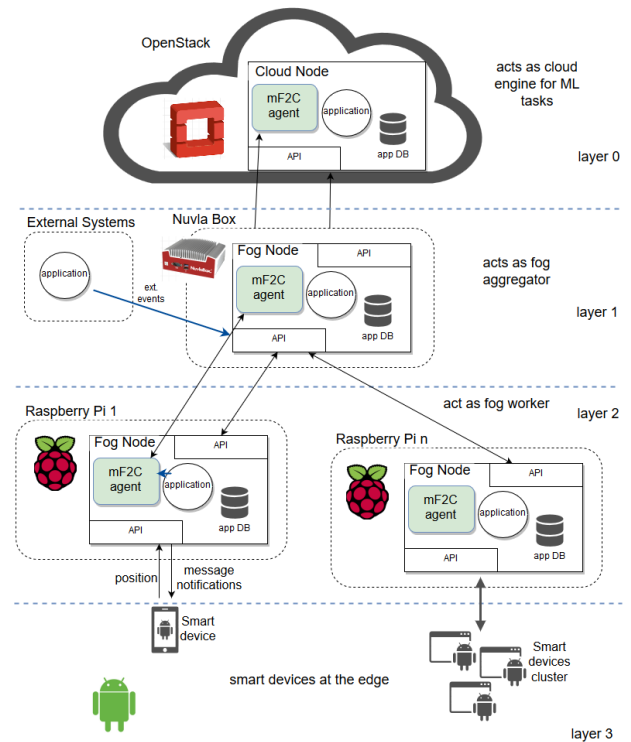 OpenStack
Cloud Node
mF2C
agent
application
API
app DB
acts as cloud
engine for ML
tasks
layer 0
External Systems
application
ext.
events
Nuvla Box
Fog Node
API
mF2C
agent
application
API
app DB
acts as fog
aggregator
layer 1
layer 2
act as fog worker
Raspberry Pi 1
Fog Node
API
mF2C
agent
application
API
app DB
Raspberry Pi n
Fog Node
API
mF2C
agent
application
API
app DB
position
message
notifications
Smart
device
Smart
devices
cluster
smart devices at the edge
layer 3